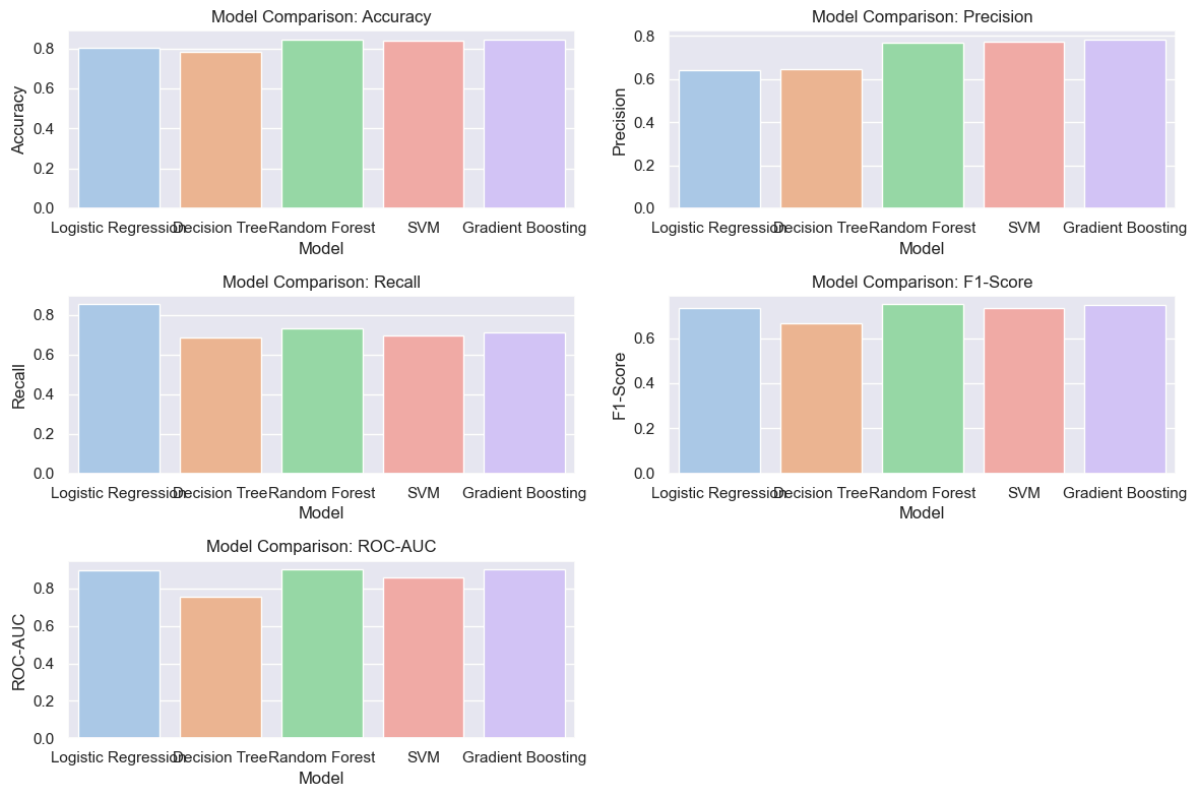 Model Comparison: Accuracy
Accuracy
0.8
0.6
0.4
0.2
0.0
Logistic Regression Decision Tree Random Forest SVM Gradient Boosting
Model
Model Comparison: Precision
Precision
0.8
0.6
0.4
0.2
0.0
Logistic Regression Decision Tree Random Forest SVM Gradient Boosting
Model
Model Comparison: Recall
Recall
0.8
0.6
0.4
0.2
0.0
Logistic Regression Decision Tree Random Forest SVM Gradient Boosting
Model
Model Comparison: F1-Score
F1-Score
0.6
0.4
0.2
0.0
Logistic Regression Decision Tree Random Forest SVM Gradient Boosting
Model
Model Comparison: ROC-AUC
ROC-AUC
0.8
0.6
0.4
0.2
0.0
Logistic Regression Decision Tree Random Forest SVM Gradient Boosting
Model